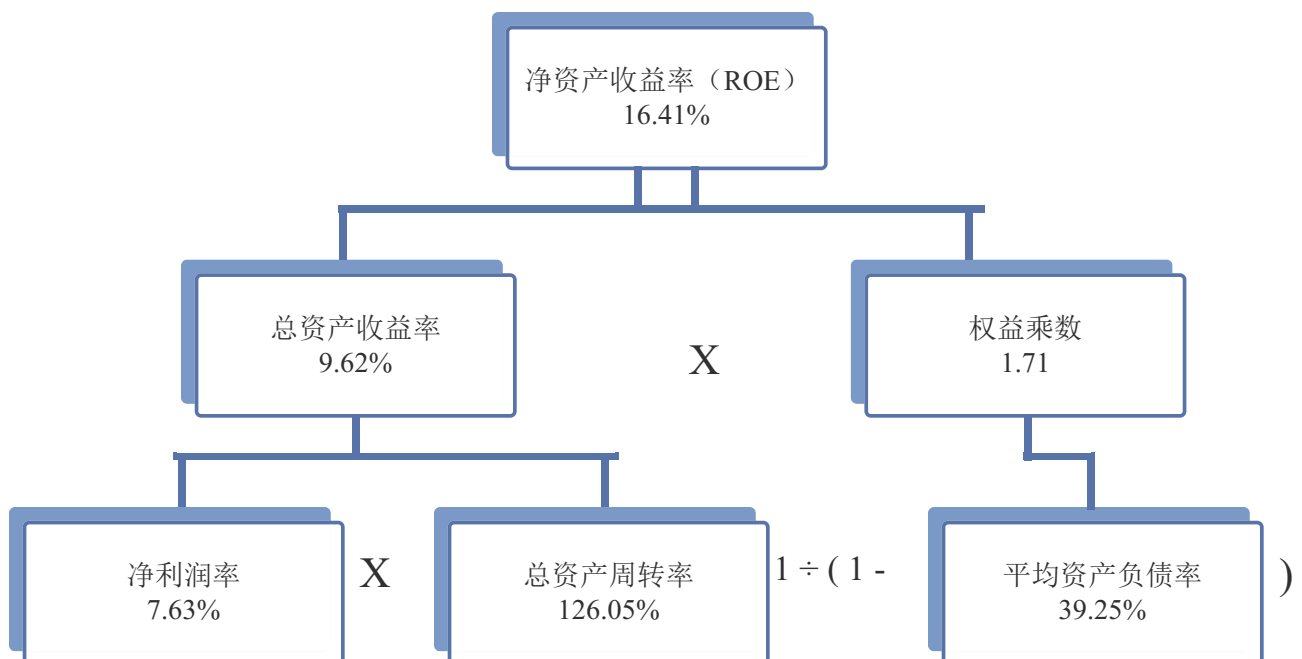 净资产收益率（ROE）
16.41%
总资产收益率
9.62%
X
权益乘数
1.71
净利润率
7.63%
X
总资产周转率
126.05%
1 ÷ ( 1 -
平均资产负债率
39.25%
)